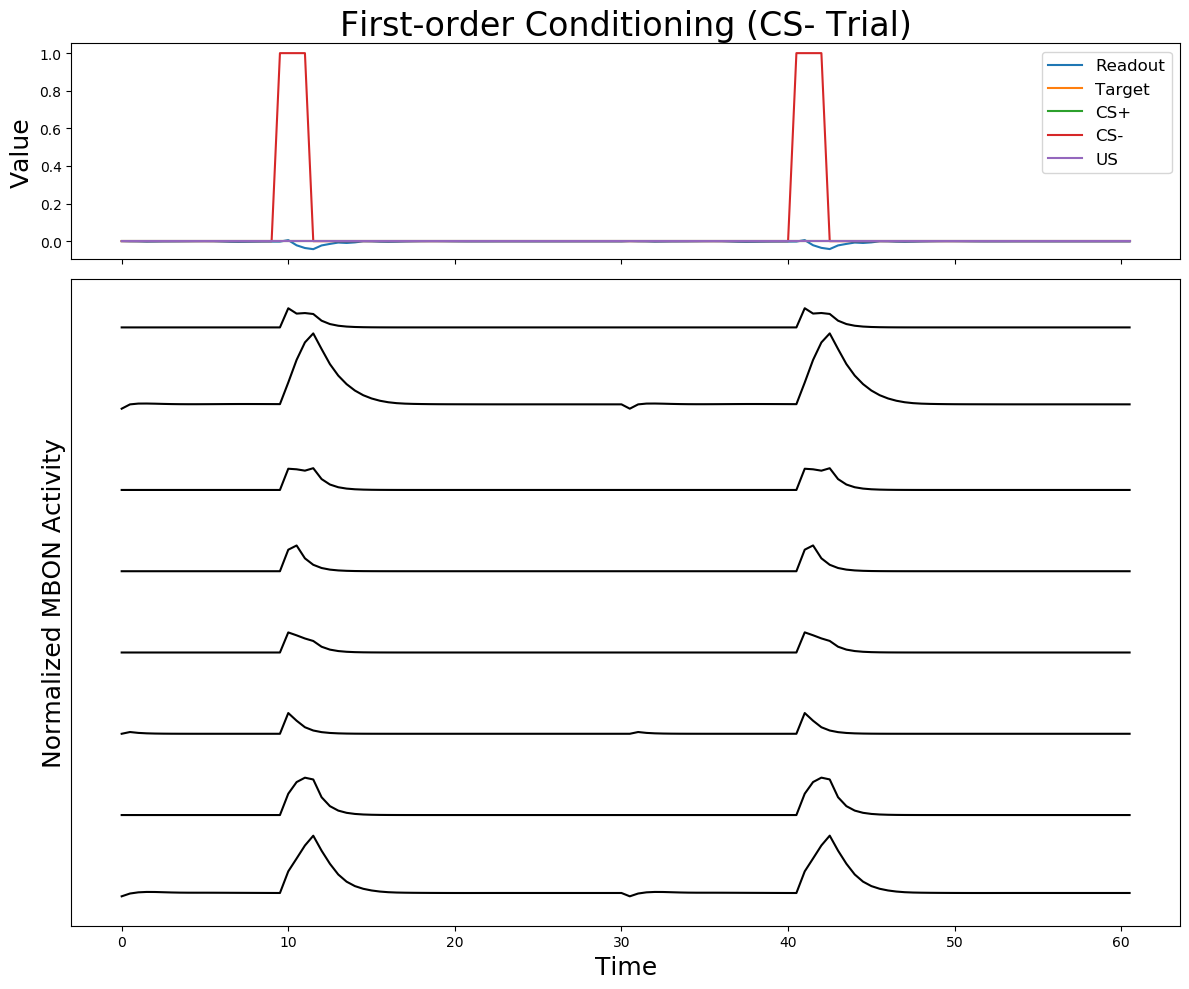 First-order Conditioning (CS- Trial)
Value
1.0
0.8
0.6
0.4
0.2
0.0
Readout
Target
CS+
CS-
US
Normalized MBON Activity
0 10 20 30 40 50 60
Time